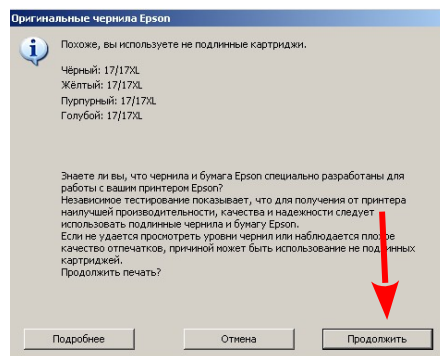 Оригинальные чернила Epson
Похоже, вы используете не подлинные картриджи.
Чёрный: 17/17XL
Жёлтый: 17/17XL
Пурпурный: 17/17XL
Голубой: 17/17XL
Знаете ли вы, что чернила и бумага Epson специально разработаны для
работы с вашим принтером Epson?
Независимое тестирование показывает, что для получения от принтера
наилучшей производительности, качества и надежности следует
использовать подлинные чернила и бумагу Epson.
Если не удается просмотреть уровни чернил или наблюдается плохое
качество отпечатков, причиной может быть использование не подлинных
картриджей.
Продолжить печать?
Подробнее
Отмена
Продолжить